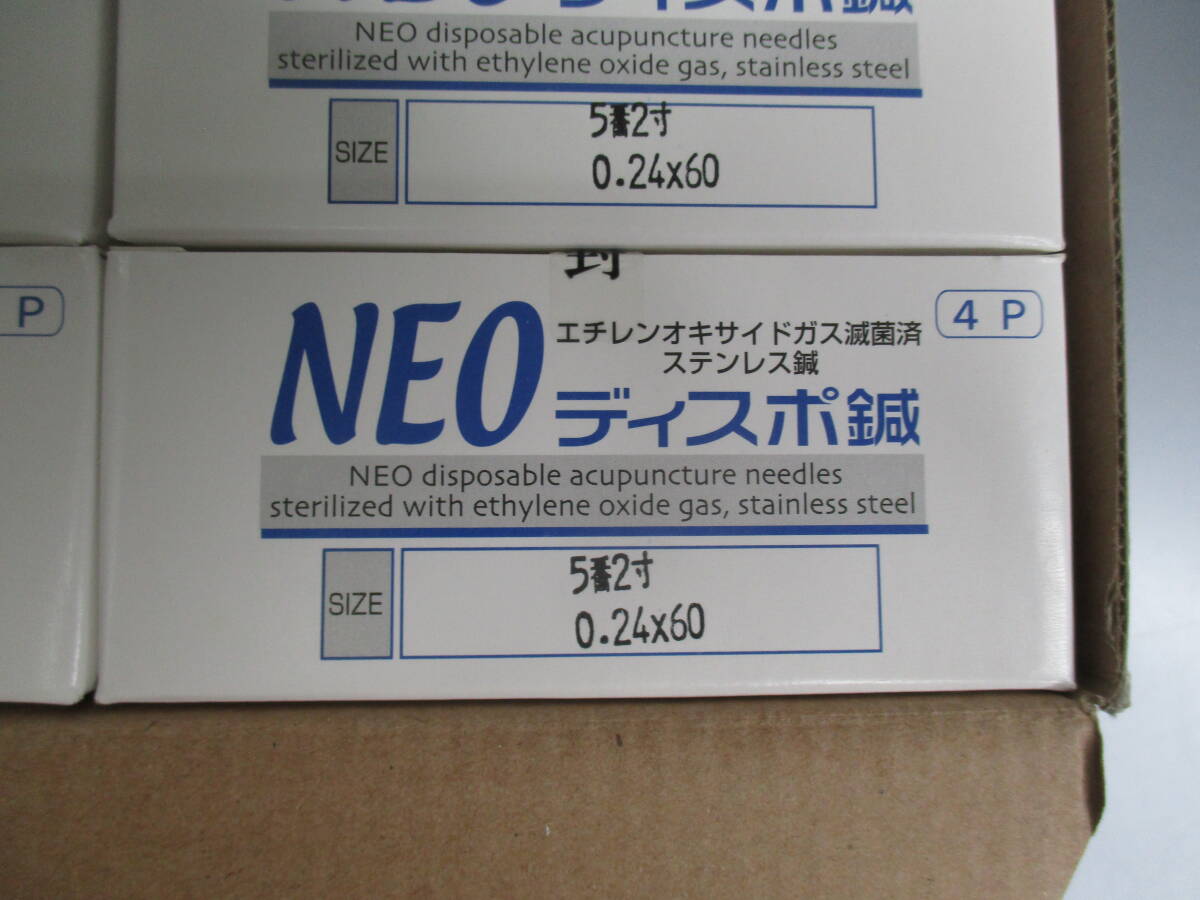 NEO disposable acupuncture needles
sterilized with ethylene oxide gas, stainless steel
SIZE
5番2寸
0.24x60
P
封
NEO
エチレンオキサイドガス滅菌済
ステンレス鍼
ディスポ鍼
4 P
NEO disposable acupuncture needles
sterilized with ethylene oxide gas, stainless steel
SIZE
5番2寸
0.24x60